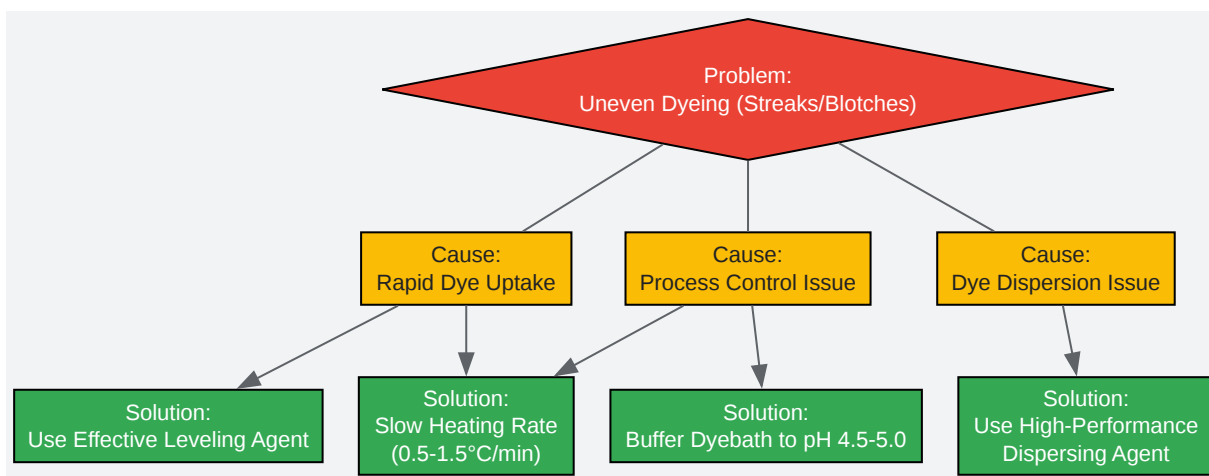 Problem:
Uneven Dyeing (Streaks/Blotches)
Cause:
Rapid Dye Uptake
Cause:
Process Control Issue
Cause:
Dye Dispersion Issue
Solution:
Use Effective Leveling Agent
Solution:
Slow Heating Rate
(0.5-1.5°C/min)
Solution:
Buffer Dyebath to pH 4.5-5.0
Solution:
Use High-Performance
Dispersing Agent